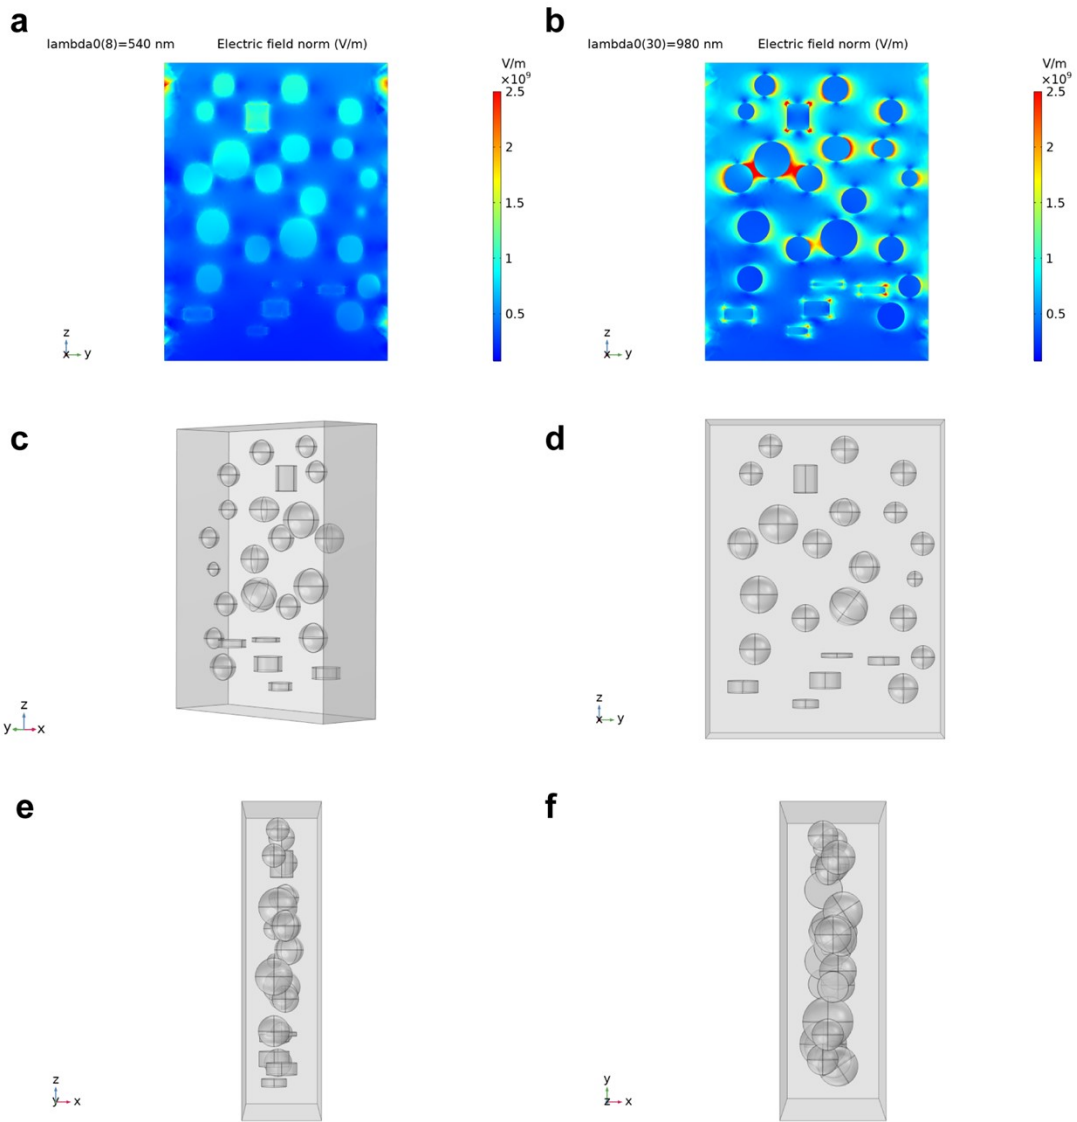 a
lambda0(8)=540 nm Electric field norm (V/m)
V/m
×10⁹
2.5
2
1.5
1
0.5
z
x y
b
lambda0(30)=980 nm Electric field norm (V/m)
V/m
×10⁹
2.5
2
1.5
1
0.5
z
x y
c
z
y x
d
z
x y
e
z
y x
f
y
z x